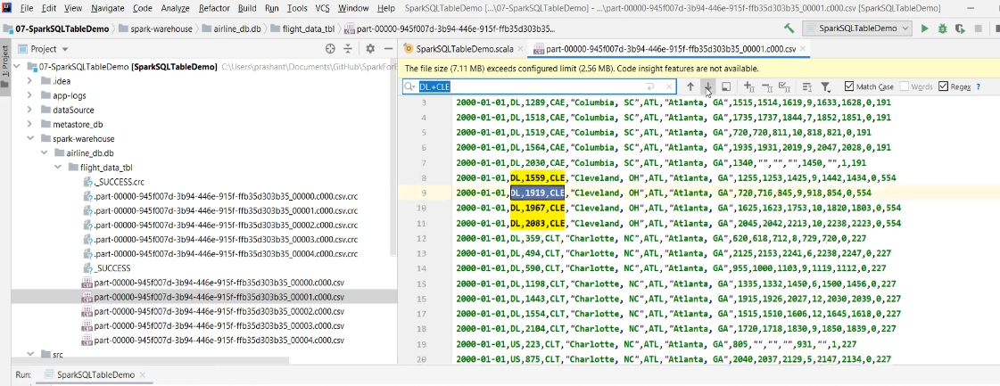 File Edit View Navigate Code Analyze Refactor Build Run Tools VCS Window Help SparkSQLTableDemo [...\07-SparkSQLTableDemo] - ...\part-00000-945f007d-3b94-446e-915f-ffb35d303b35_00001.c000.csv [SparkSQLTableDemo]
07-SparkSQLTableDemo spark-warehouse airline_db.db flight_data_tbl part-00000-945f007d-3b94-446e-915f-ffb35d303b35... SparkSQLTableDemo
1: Project
Project
SparkSQLTableDemo.scala part-00000-945f007d-3b94-446e-915f-ffb35d303b35_00001.c000.csv
07-SparkSQLTableDemo [SparkSQLTableDemo] C:\Users\prashant\Documents\GitHub\SparkForB
The file size (7.11 MB) exceeds configured limit (2.56 MB). Code insight features are not available.
.idea
app-logs
dataSource
metastore_db
spark-warehouse
airline_db.db
flight_data_tbl
._SUCCESS.crc
.part-00000-945f007d-3b94-446e-915f-ffb35d303b35_00000.c000.csv.crc
.part-00000-945f007d-3b94-446e-915f-ffb35d303b35_00001.c000.csv.crc
.part-00000-945f007d-3b94-446e-915f-ffb35d303b35_00002.c000.csv.crc
.part-00000-945f007d-3b94-446e-915f-ffb35d303b35_00003.c000.csv.crc
.part-00000-945f007d-3b94-446e-915f-ffb35d303b35_00004.c000.csv.crc
_SUCCESS
part-00000-945f007d-3b94-446e-915f-ffb35d303b35_00000.c000.csv
part-00000-945f007d-3b94-446e-915f-ffb35d303b35_00001.c000.csv
part-00000-945f007d-3b94-446e-915f-ffb35d303b35_00002.c000.csv
part-00000-945f007d-3b94-446e-915f-ffb35d303b35_00003.c000.csv
part-00000-945f007d-3b94-446e-915f-ffb35d303b35_00004.c000.csv
src
DL.+CLE Match Case Words Regex ?
3 2000-01-01,DL,1289,CAE,"Columbia, SC",ATL,"Atlanta, GA",1515,1514,1619,9,1633,1628,0,191
4 2000-01-01,DL,1518,CAE,"Columbia, SC",ATL,"Atlanta, GA",1735,1737,1844,7,1852,1851,0,191
5 2000-01-01,DL,1519,CAE,"Columbia, SC",ATL,"Atlanta, GA",720,720,811,10,818,821,0,191
6 2000-01-01,DL,1564,CAE,"Columbia, SC",ATL,"Atlanta, GA",1935,1931,2019,9,2047,2028,0,191
7 2000-01-01,DL,2030,CAE,"Columbia, SC",ATL,"Atlanta, GA",1340,"","","",1450,"",1,191
8 2000-01-01,DL,1559,CLE,"Cleveland, OH",ATL,"Atlanta, GA",1255,1253,1425,9,1442,1434,0,554
9 2000-01-01,DL,1919,CLE,"Cleveland, OH",ATL,"Atlanta, GA",720,716,845,9,918,854,0,554
10 2000-01-01,DL,1967,CLE,"Cleveland, OH",ATL,"Atlanta, GA",1625,1623,1753,10,1820,1803,0,554
11 2000-01-01,DL,2083,CLE,"Cleveland, OH",ATL,"Atlanta, GA",2045,2042,2213,10,2238,2223,0,554
12 2000-01-01,DL,359,CLT,"Charlotte, NC",ATL,"Atlanta, GA",620,618,712,8,729,720,0,227
13 2000-01-01,DL,494,CLT,"Charlotte, NC",ATL,"Atlanta, GA",2125,2153,2241,6,2238,2247,0,227
14 2000-01-01,DL,590,CLT,"Charlotte, NC",ATL,"Atlanta, GA",955,1000,1103,9,1119,1112,0,227
15 2000-01-01,DL,1198,CLT,"Charlotte, NC",ATL,"Atlanta, GA",1335,1332,1450,6,1500,1456,0,227
15 2000-01-01,DL,1443,CLT,"Charlotte, NC",ATL,"Atlanta, GA",1915,1926,2027,12,2030,2039,0,227
17 2000-01-01,DL,1554,CLT,"Charlotte, NC",ATL,"Atlanta, GA",1515,1510,1606,12,1645,1618,0,227
18 2000-01-01,DL,2104,CLT,"Charlotte, NC",ATL,"Atlanta, GA",1720,1718,1830,9,1850,1839,0,227
19 2000-01-01,US,223,CLT,"Charlotte, NC",ATL,"Atlanta, GA",805,"","","",931,"",1,227
20 2000-01-01,US,875,CLT,"Charlotte, NC",ATL,"Atlanta, GA",2040,2037,2129,5,2147,2134,0,227
Run: SparkSQLTableDemo